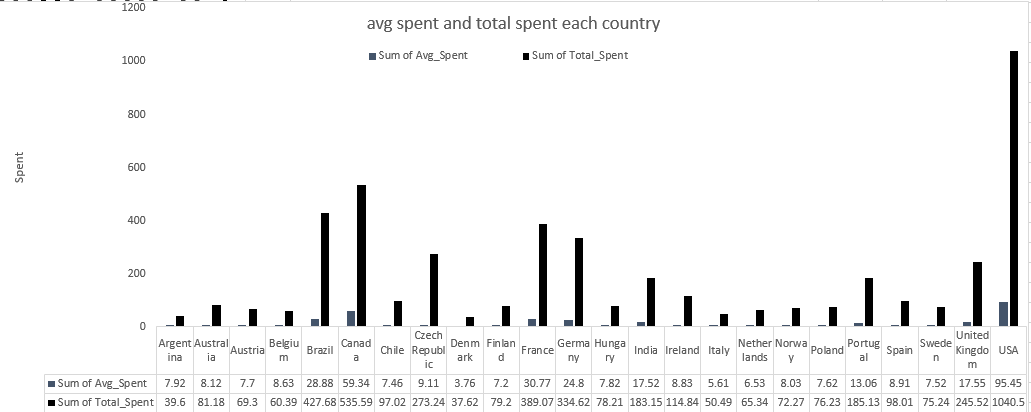 1200
avg spent and total spent each country
Sum of Avg_Spent Sum of Total_Spent
1000
800
600
Spent
400
200
0
Argent ina Australi a Austria Belgiu m Brazil Canad a Chile Czech Republ ic Denm ark Finlan d France Germa ny Hunga ry India Ireland Italy Nether lands Norwa y Poland Portug al Spain Swede n United Kingdo m USA
Sum of Avg_Spent 7.92 8.12 7.7 8.63 28.88 59.34 7.46 9.11 3.76 7.2 30.77 24.8 7.82 17.52 8.83 5.61 6.53 8.03 7.62 13.06 8.91 7.52 17.55 95.45
Sum of Total_Spent 39.6 81.18 69.3 60.39 427.68 535.59 97.02 273.24 37.62 79.2 389.07 334.62 78.21 183.15 114.84 50.49 65.34 72.27 76.23 185.13 98.01 75.24 245.52 1040.5